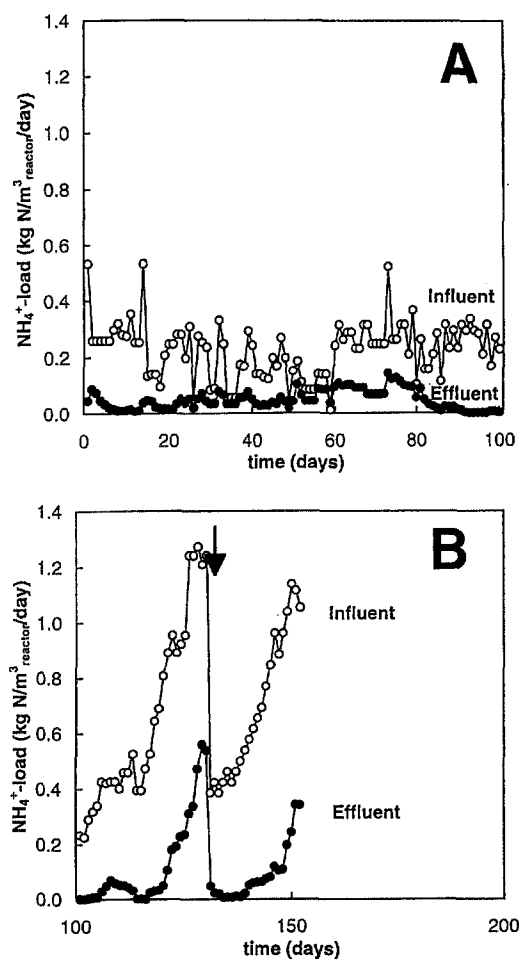 A
NH₄⁺-load (kg N/m³reactor/day)
1.4
1.2
1.0
0.8
0.6
0.4
0.2
0.0
Influent
Effluent
0 20 40 60 80 100
time (days)
B
NH₄⁺-load (kg N/m³reactor/day)
1.4
1.2
1.0
0.8
0.6
0.4
0.2
0.0
Influent
Effluent
100 150 200
time (days)